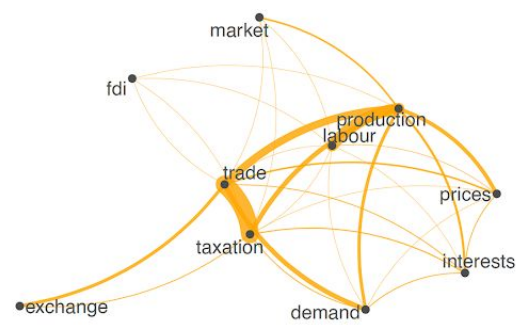 market
fdi
production
labour
trade
prices
taxation
interests
exchange
demand